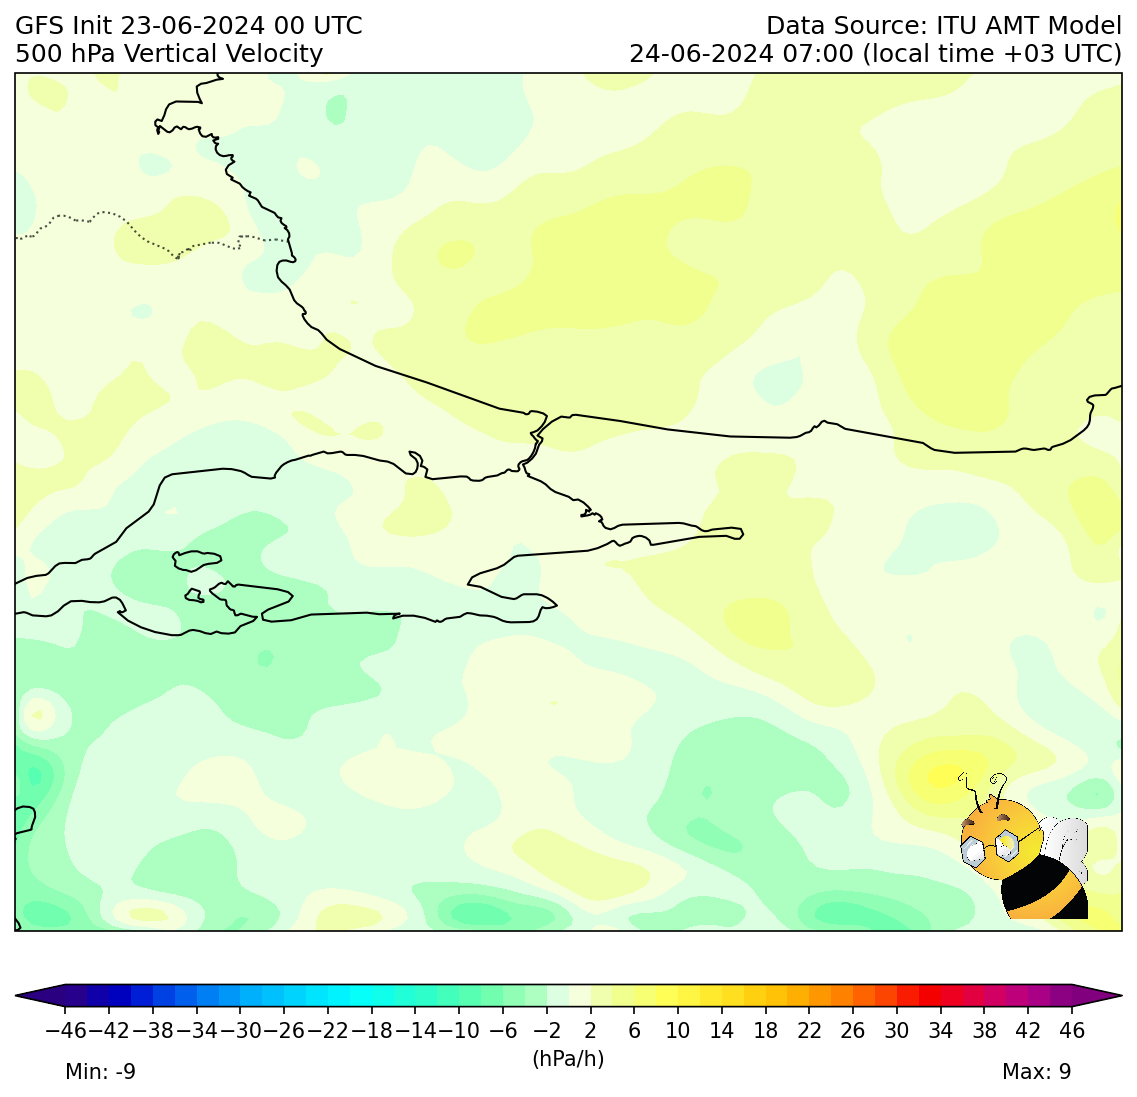 GFS Init 23-06-2024 00 UTC
500 hPa Vertical Velocity
Data Source: ITU AMT Model
24-06-2024 07:00 (local time +03 UTC)
−46 −42 −38 −34 −30 −26 −22 −18 −14 −10 −6 −2 2 6 10 14 18 22 26 30 34 38 42 46
(hPa/h)
Min: -9
Max: 9